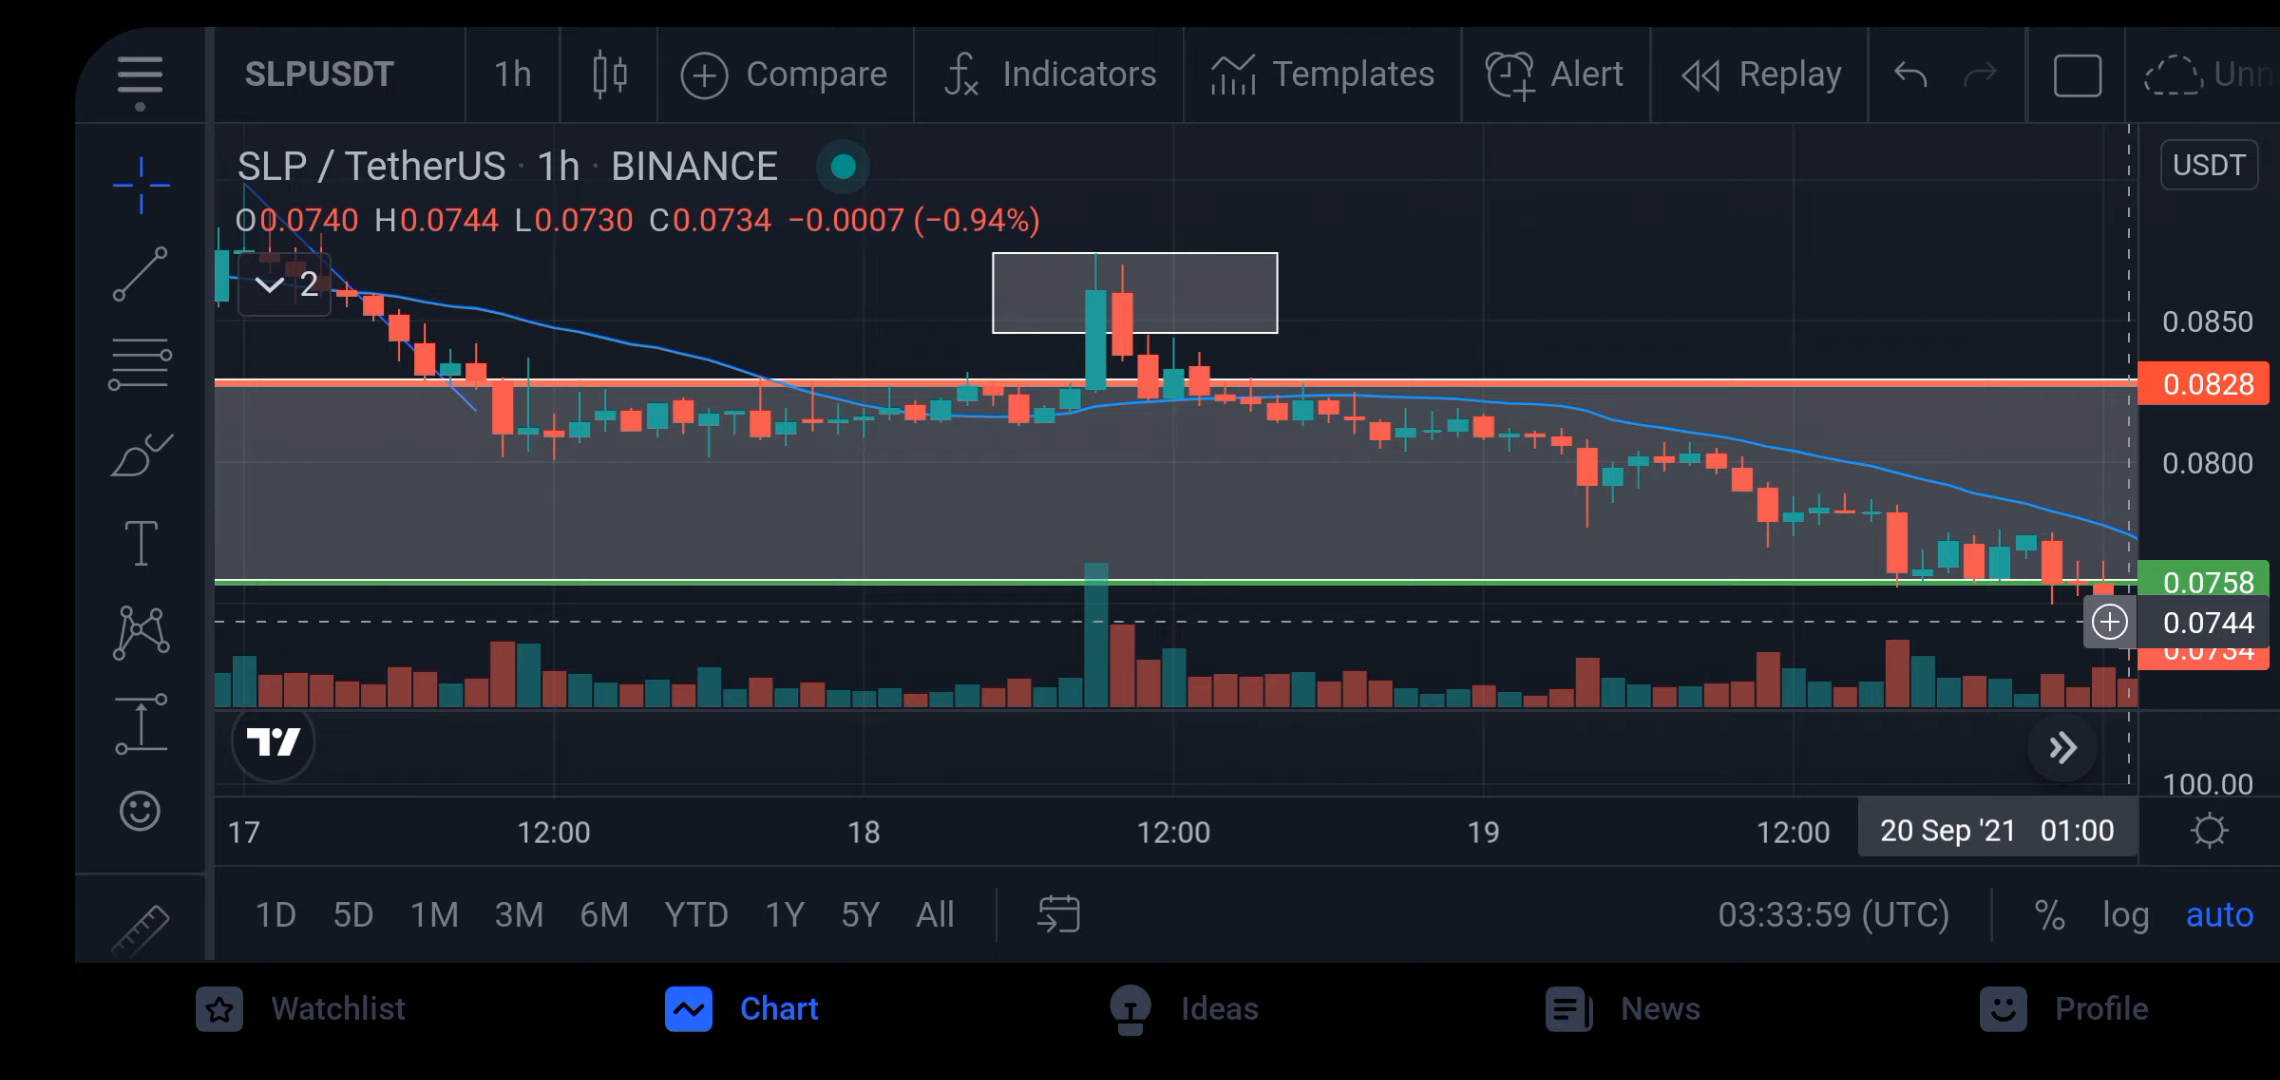 SLPUSDT 1h Compare Indicators Templates Alert Replay Unn
SLP / TetherUS · 1h · BINANCE
USDT
O0.0740 H0.0744 L0.0730 C0.0734 −0.0007 (−0.94%)
2
0.0850
0.0828
0.0800
0.0758
0.0744
0.0734
100.00
17 12:00 18 12:00 19 12:00 20 Sep '21 01:00
1D 5D 1M 3M 6M YTD 1Y 5Y All 03:33:59 (UTC) % log auto
Watchlist Chart Ideas News Profile